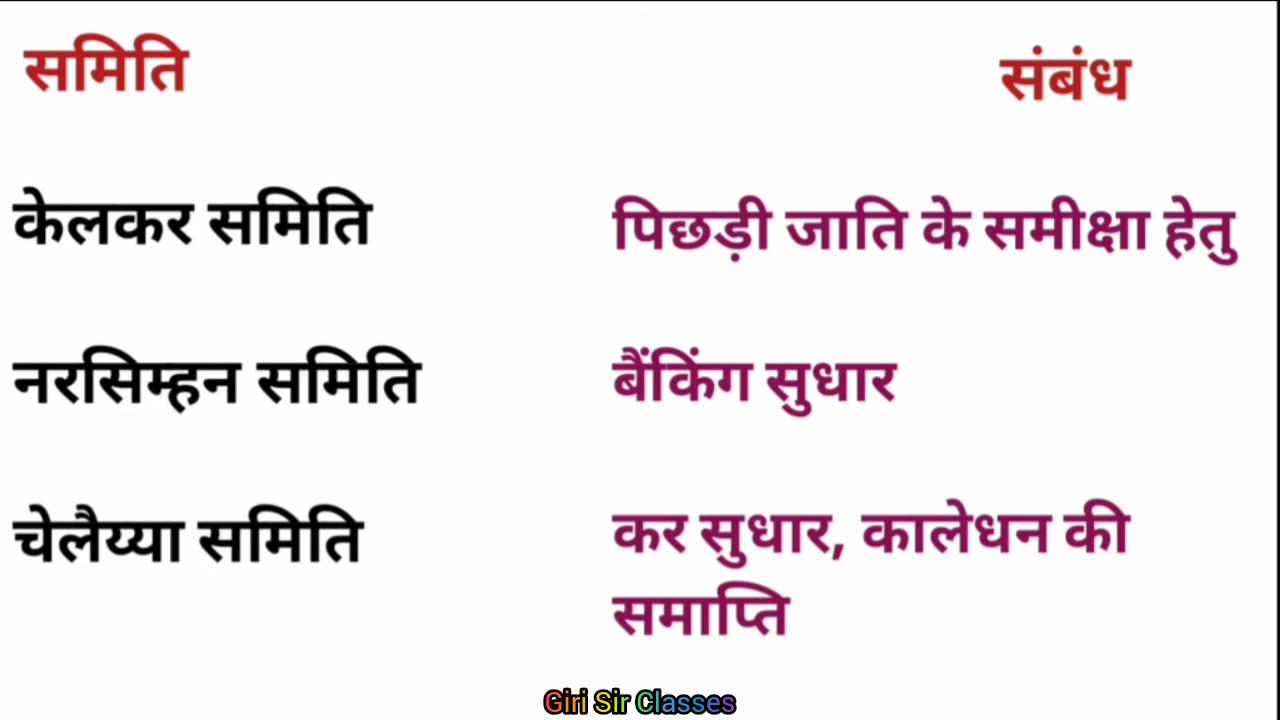 समिति संबंध
केलकर समिति पिछड़ी जाति के समीक्षा हेतु
नरसिम्हन समिति बैंकिंग सुधार
चेलैय्या समिति कर सुधार, कालेधन की
समाप्ति
Giri Sir Classes